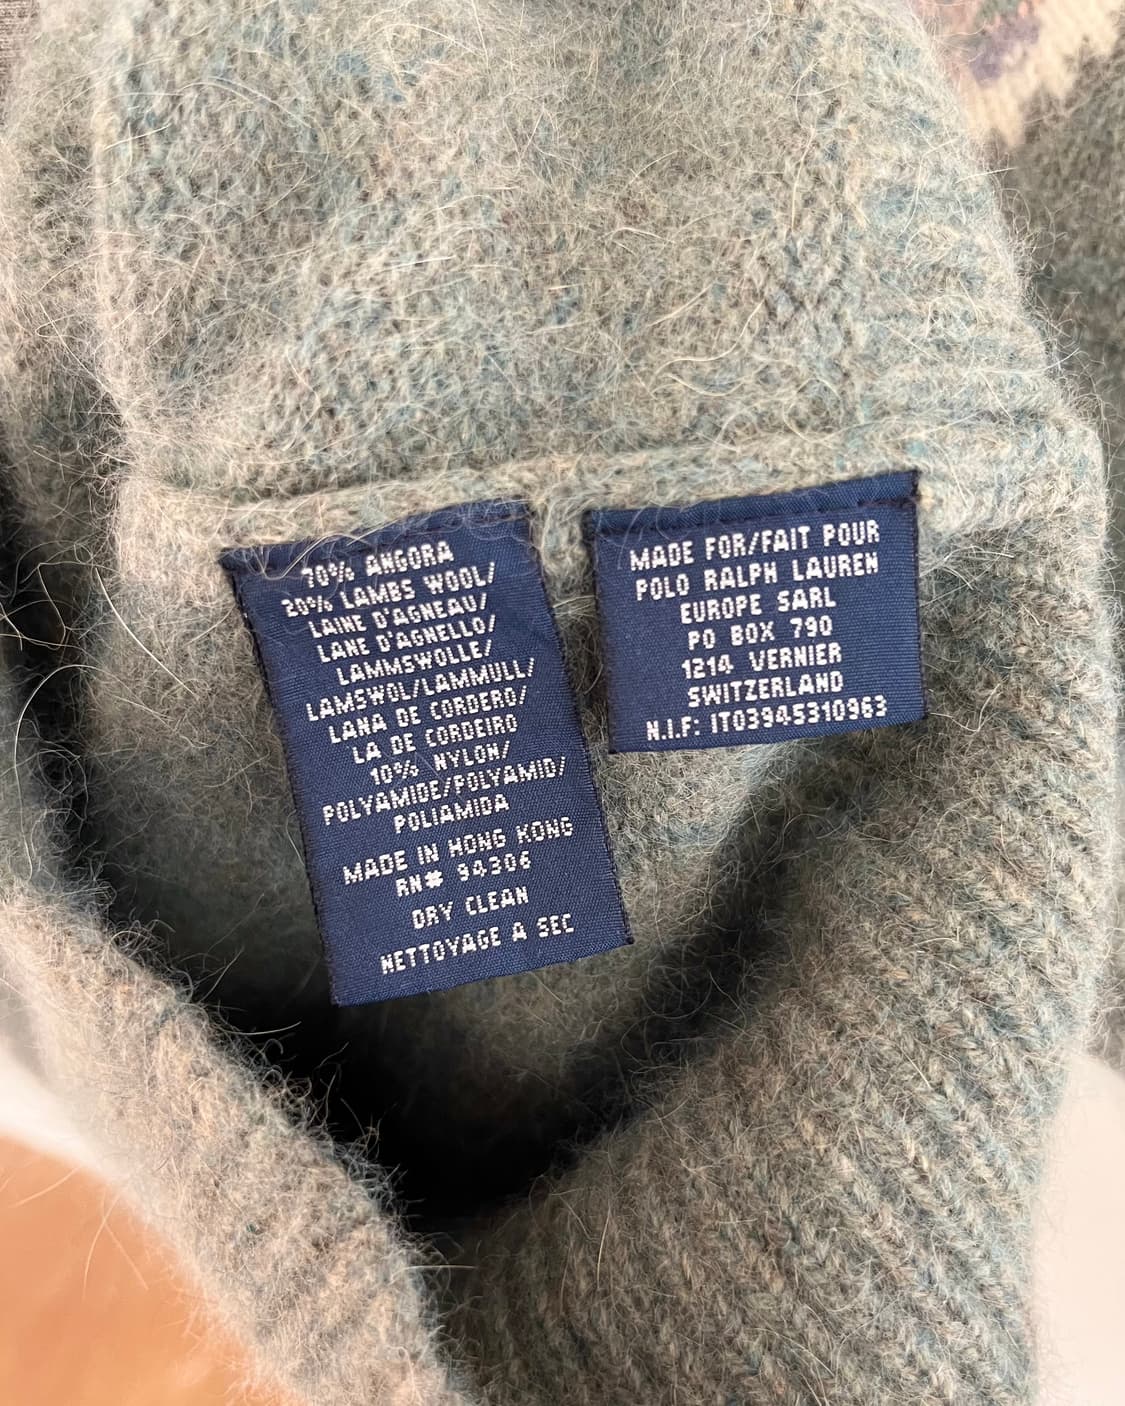 70% ANGORA
20% LAMBS WOOL/
LAINE D'AGNEAU/
LANE D'AGNELLO/
LAMMSWOLLE/
LAMSWOL/LAMMULL/
LANA DE CORDERO/
LA DE CORDEIRO
10% NYLON/
POLYAMIDE/POLYAMID/
POLIAMIDA
MADE IN HONG KONG
RN# 94306
DRY CLEAN
NETTOYAGE A SEC
MADE FOR/FAIT POUR
POLO RALPH LAUREN
EUROPE SARL
PO BOX 790
1214 VERNIER
SWITZERLAND
N.I.F: IT03945310963